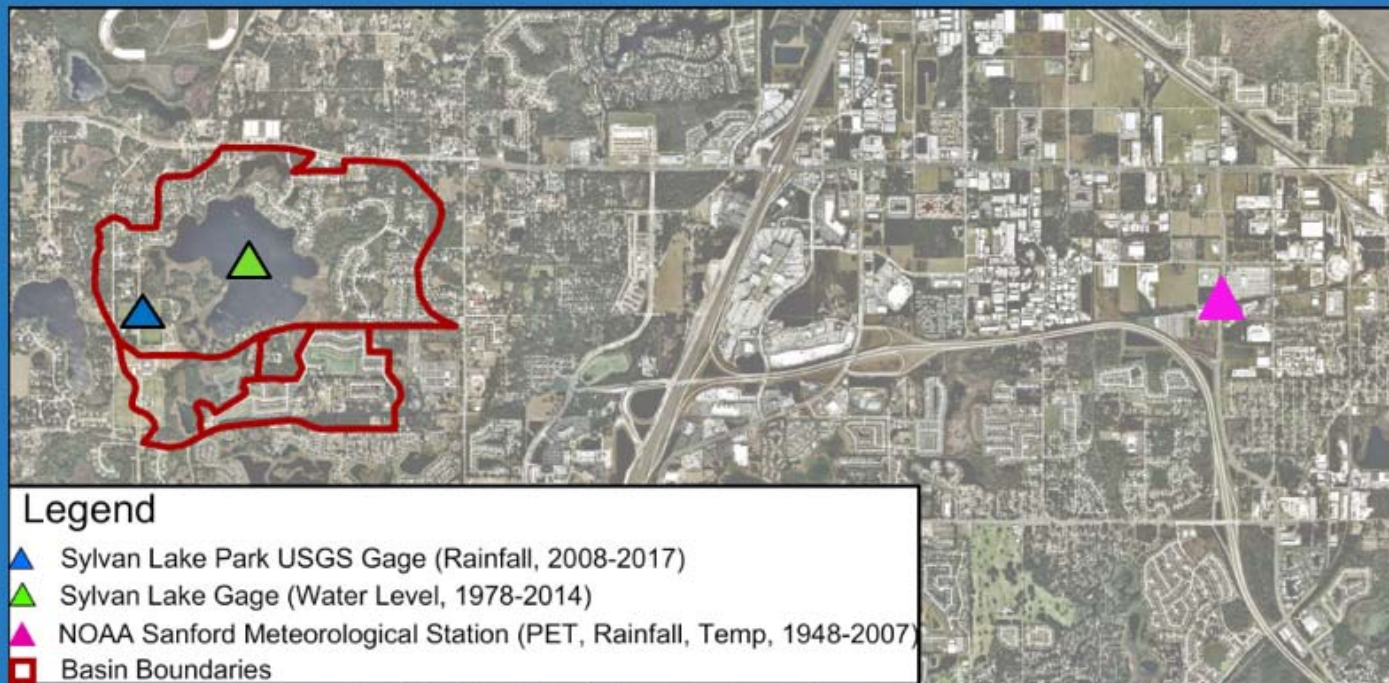 Legend
Sylvan Lake Park USGS Gage (Rainfall, 2008-2017)
Sylvan Lake Gage (Water Level, 1978-2014)
NOAA Sanford Meteorological Station (PET, Rainfall, Temp, 1948-2007)
Basin Boundaries